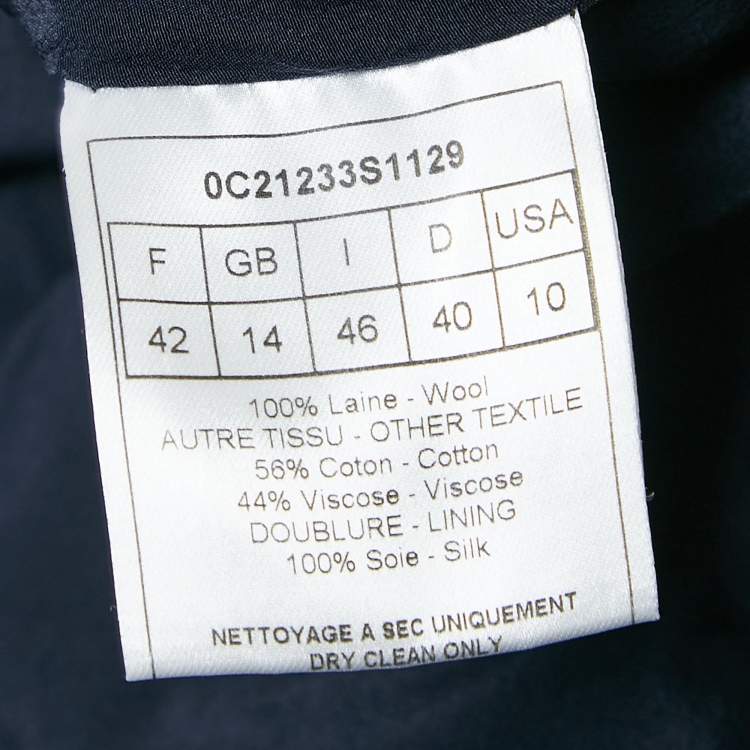 0C21233S1129
F GB I D USA
42 14 46 40 10
100% Laine - Wool
AUTRE TISSU - OTHER TEXTILE
56% Coton - Cotton
44% Viscose - Viscose
DOUBLURE - LINING
100% Soie - Silk
NETTOYAGE A SEC UNIQUEMENT
DRY CLEAN ONLY